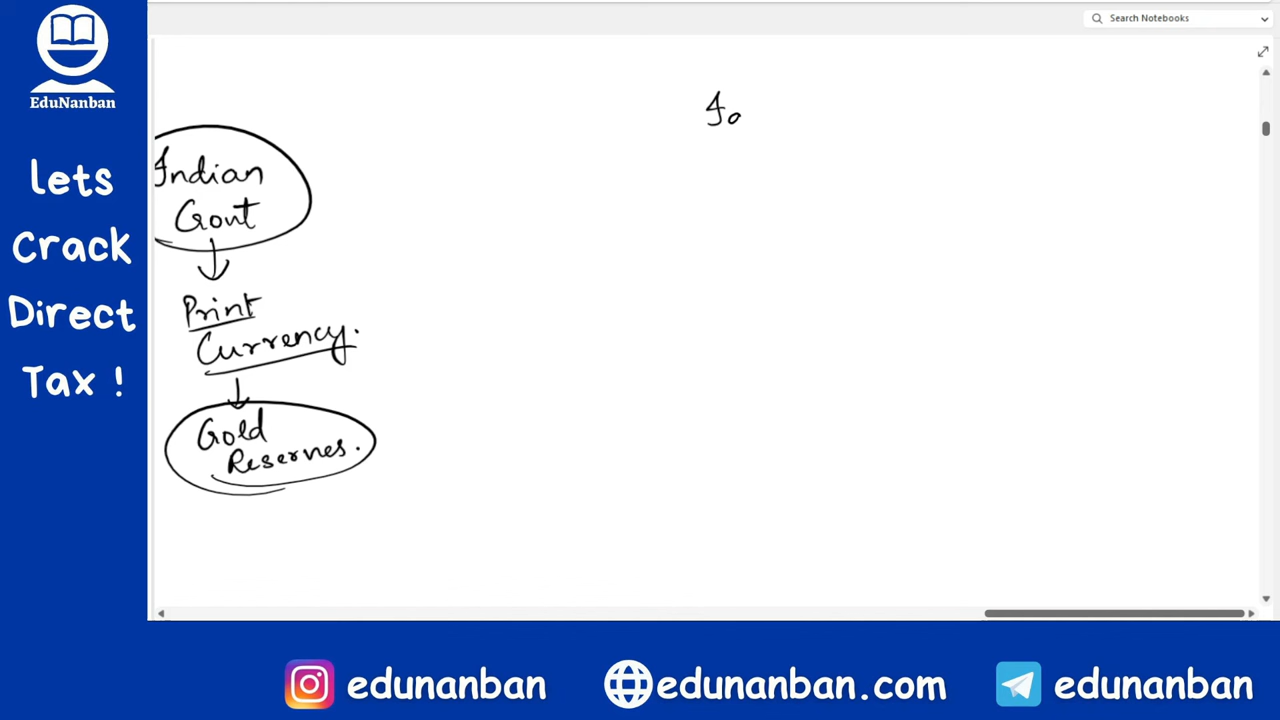 Search Notebooks
EduNanban
Lets
Crack
Direct
Tax !
Indian
Govt
Print
Currency.
Gold
Reserves.
edunanban
edunanban.com
edunanban